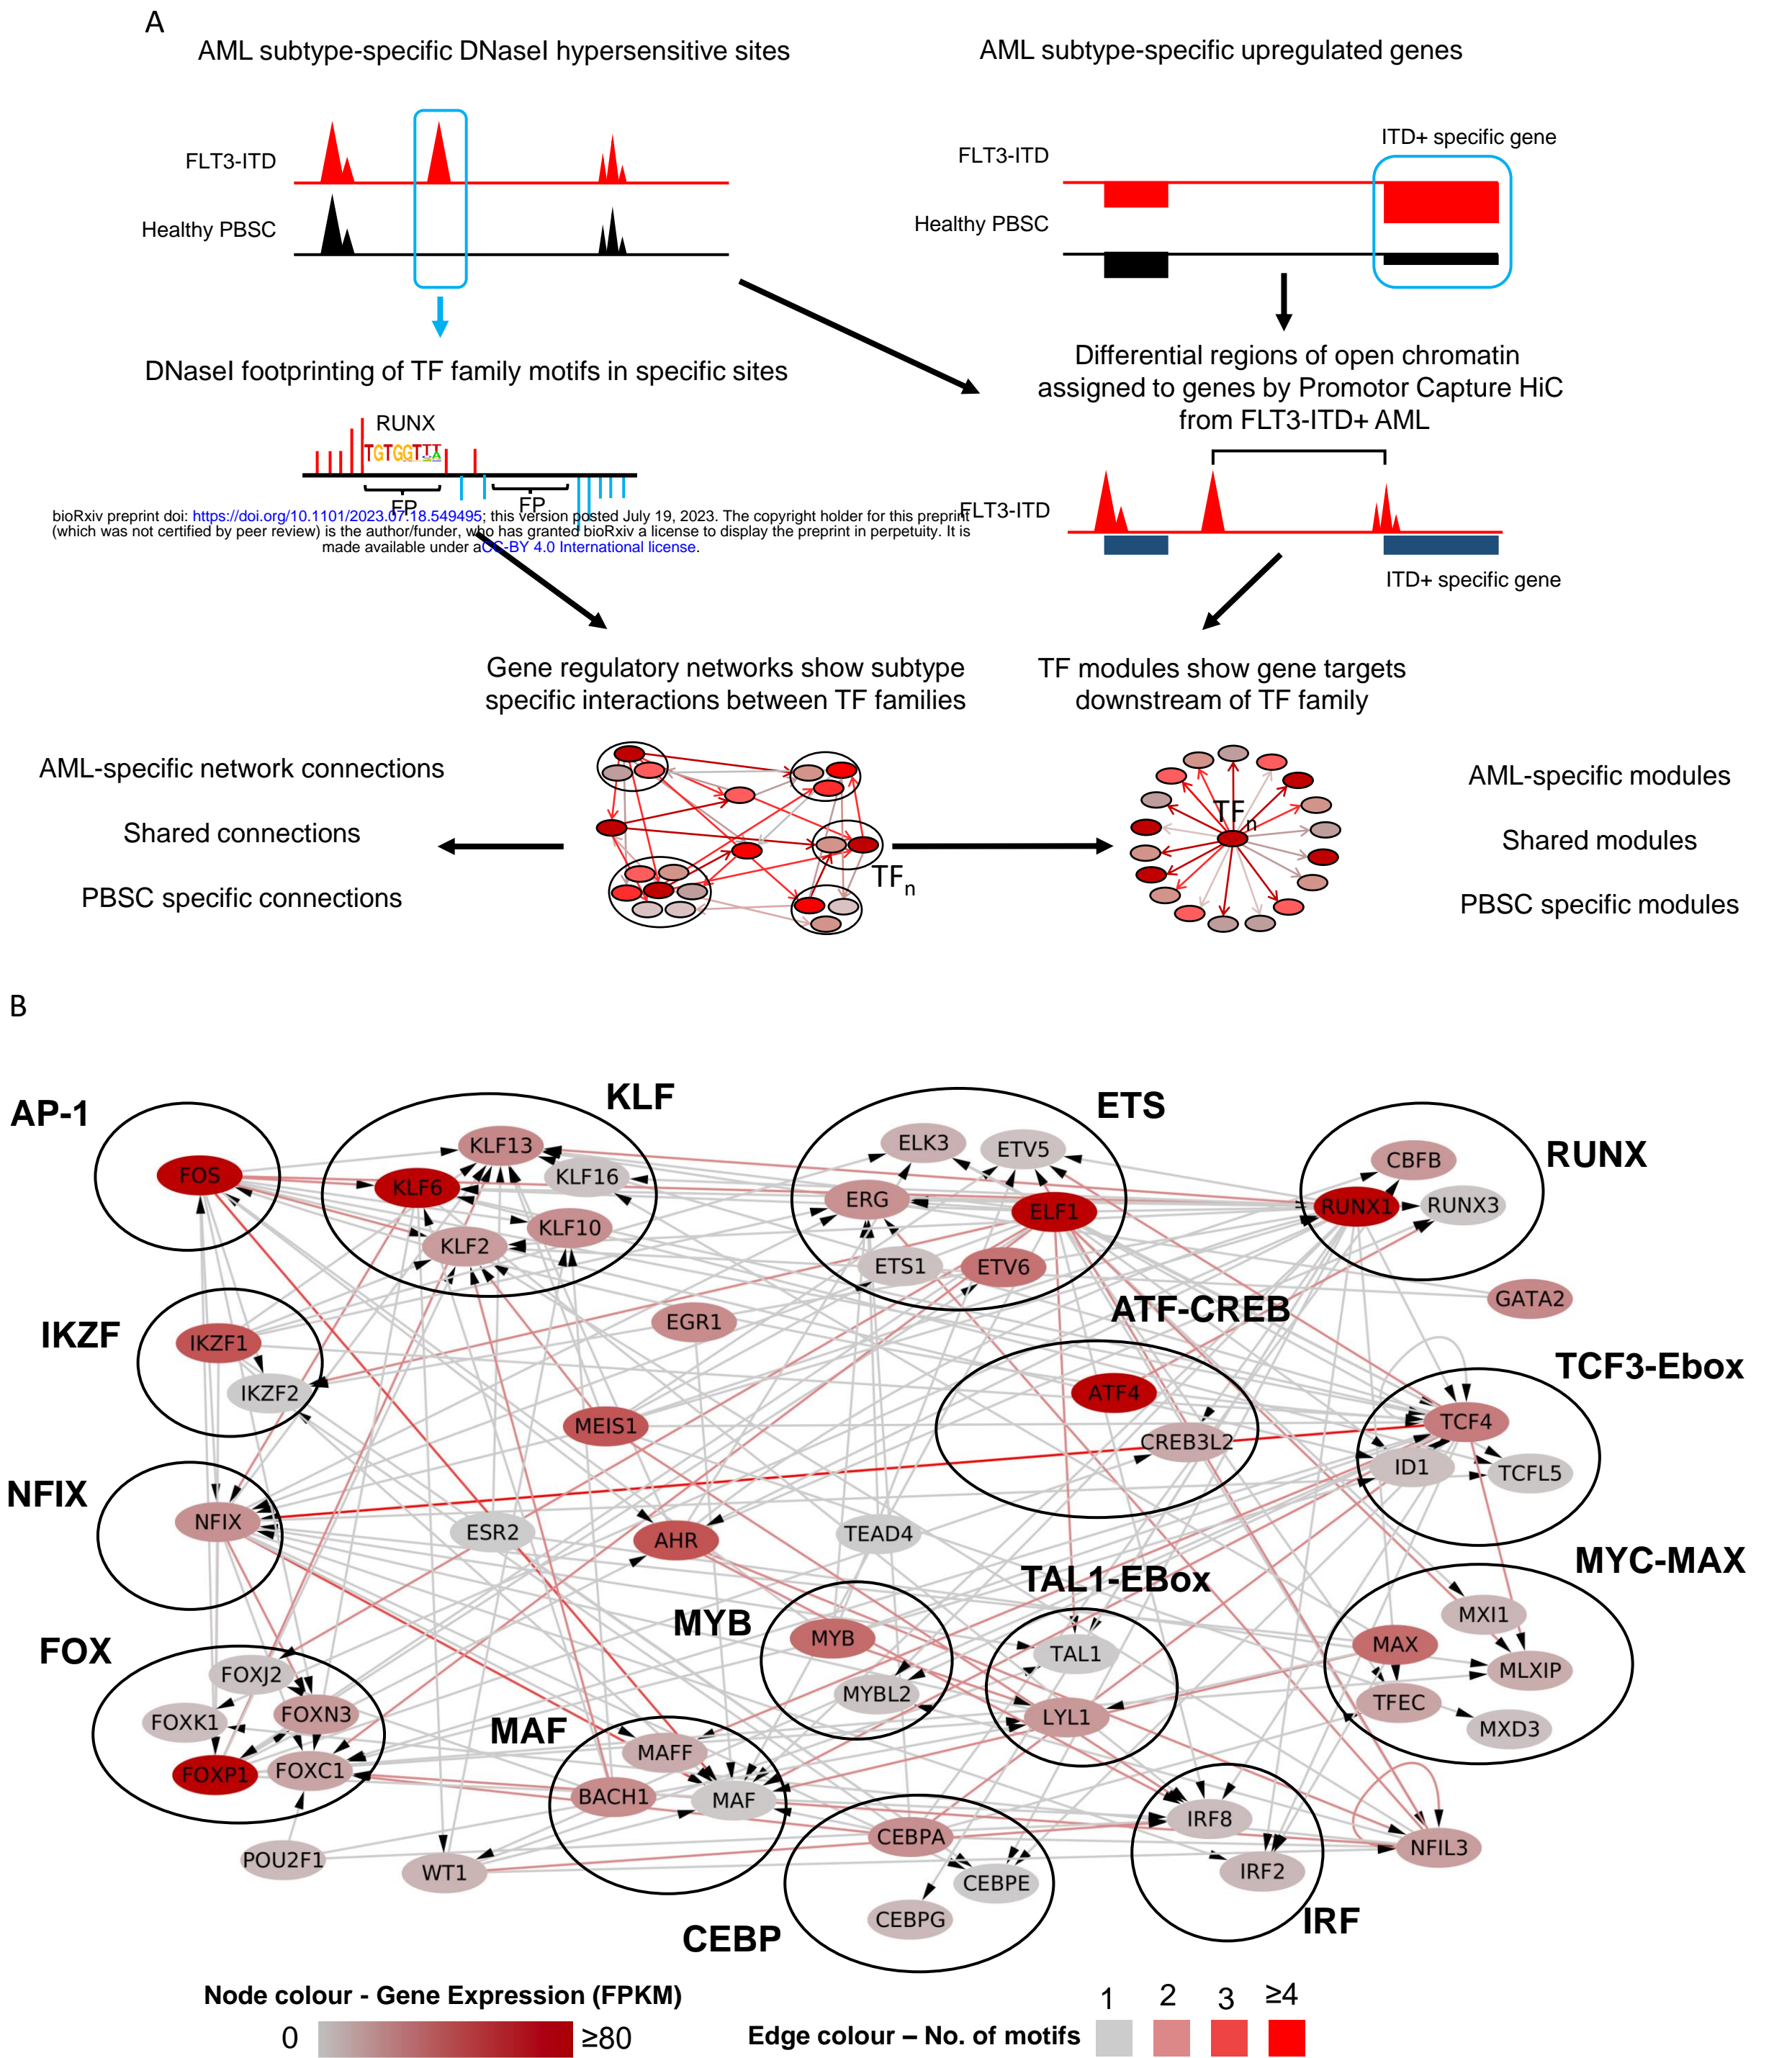 A
AML subtype-specific DNaseI hypersensitive sites
AML subtype-specific upregulated genes
FLT3-ITD
Healthy PBSC
ITD+ specific gene
FLT3-ITD
Healthy PBSC
DNaseI footprinting of TF family motifs in specific sites
Differential regions of open chromatin
assigned to genes by Promotor Capture HiC
from FLT3-ITD+ AML
RUNX
TGTGGTTT
FP
FP
bioRxiv preprint doi: https://doi.org/10.1101/2023.07.18.549495; this version posted July 19, 2023. The copyright holder for this preprint
(which was not certified by peer review) is the author/funder, who has granted bioRxiv a license to display the preprint in perpetuity. It is
made available under aCC-BY 4.0 International license.
FLT3-ITD
ITD+ specific gene
Gene regulatory networks show subtype
specific interactions between TF families
TF modules show gene targets
downstream of TF family
AML-specific network connections
Shared connections
PBSC specific connections
TFn
TFn
AML-specific modules
Shared modules
PBSC specific modules
B
AP-1
FOS
KLF
KLF13
KLF16
KLF6
KLF10
KLF2
ETS
ELK3
ETV5
ERG
ELF1
ETS1
ETV6
RUNX
CBFB
RUNX1
RUNX3
GATA2
IKZF
IKZF1
IKZF2
EGR1
MEIS1
ATF-CREB
ATF4
CREB3L2
TCF3-Ebox
TCF4
ID1
TCFL5
NFIX
NFIX
ESR2
AHR
TEAD4
MYC-MAX
MXI1
MAX
MLXIP
TFEC
MXD3
TAL1-EBox
TAL1
LYL1
MYB
MYB
MYBL2
FOX
FOXJ2
FOXK1
FOXN3
FOXP1
FOXC1
MAF
MAFF
BACH1
MAF
POU2F1
WT1
CEBP
CEBPA
CEBPE
CEBPG
IRF8
IRF2
IRF
NFIL3
Node colour - Gene Expression (FPKM)
0
≥80
Edge colour – No. of motifs
1
2
3
≥4